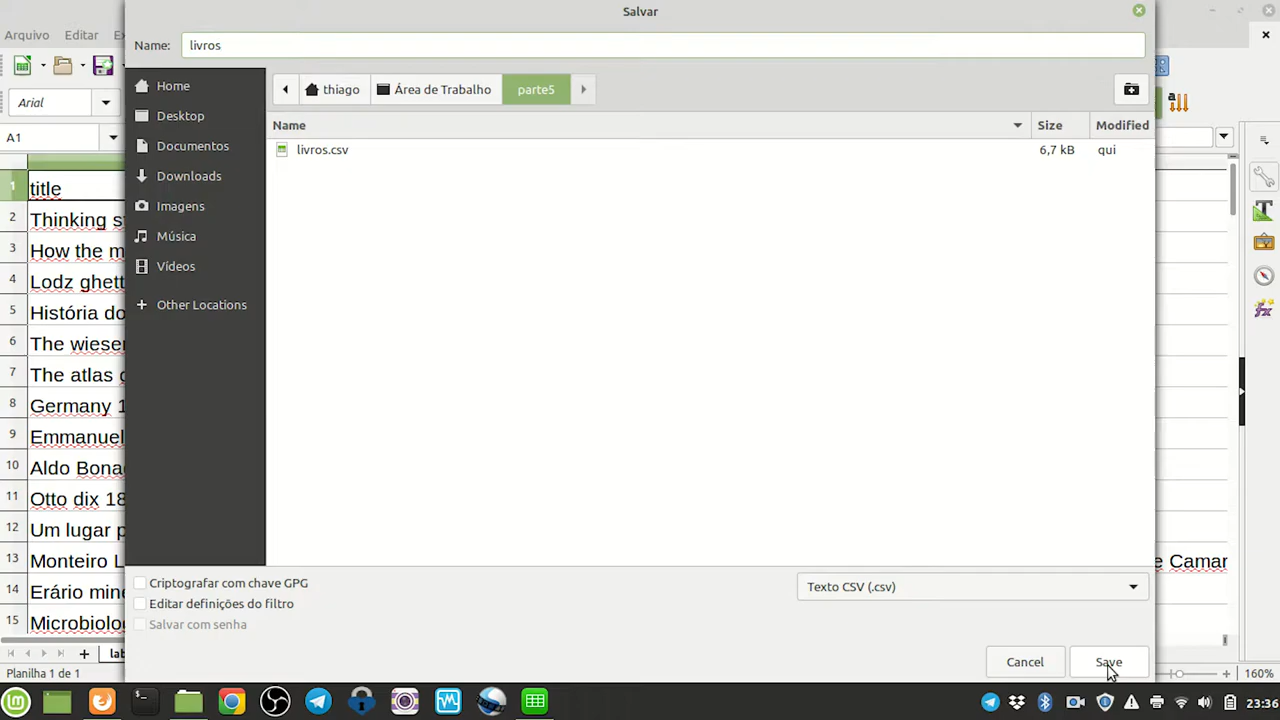 Salvar
Arquivo Editar Ex
Name: livros
Arial
A1
Home
Desktop
Documentos
Downloads
Imagens
Música
Vídeos
Other Locations
thiago Área de Trabalho parte5
Name Size Modified
livros.csv 6,7 kB qui
1 title
2 Thinking s
3 How the m
4 Lodz ghett
5 História do
6 The wiese
7 The atlas
8 Germany 1
9 Emmanuel
10 Aldo Bona
11 Otto dix 18
12 Um lugar p
13 Monteiro L e Camar
14 Erário mine
15 Microbiolog
Criptografar com chave GPG
Editar definições do filtro
Salvar com senha
Texto CSV (.csv)
Cancel Save
lab
Planilha 1 de 1 160%
23:36